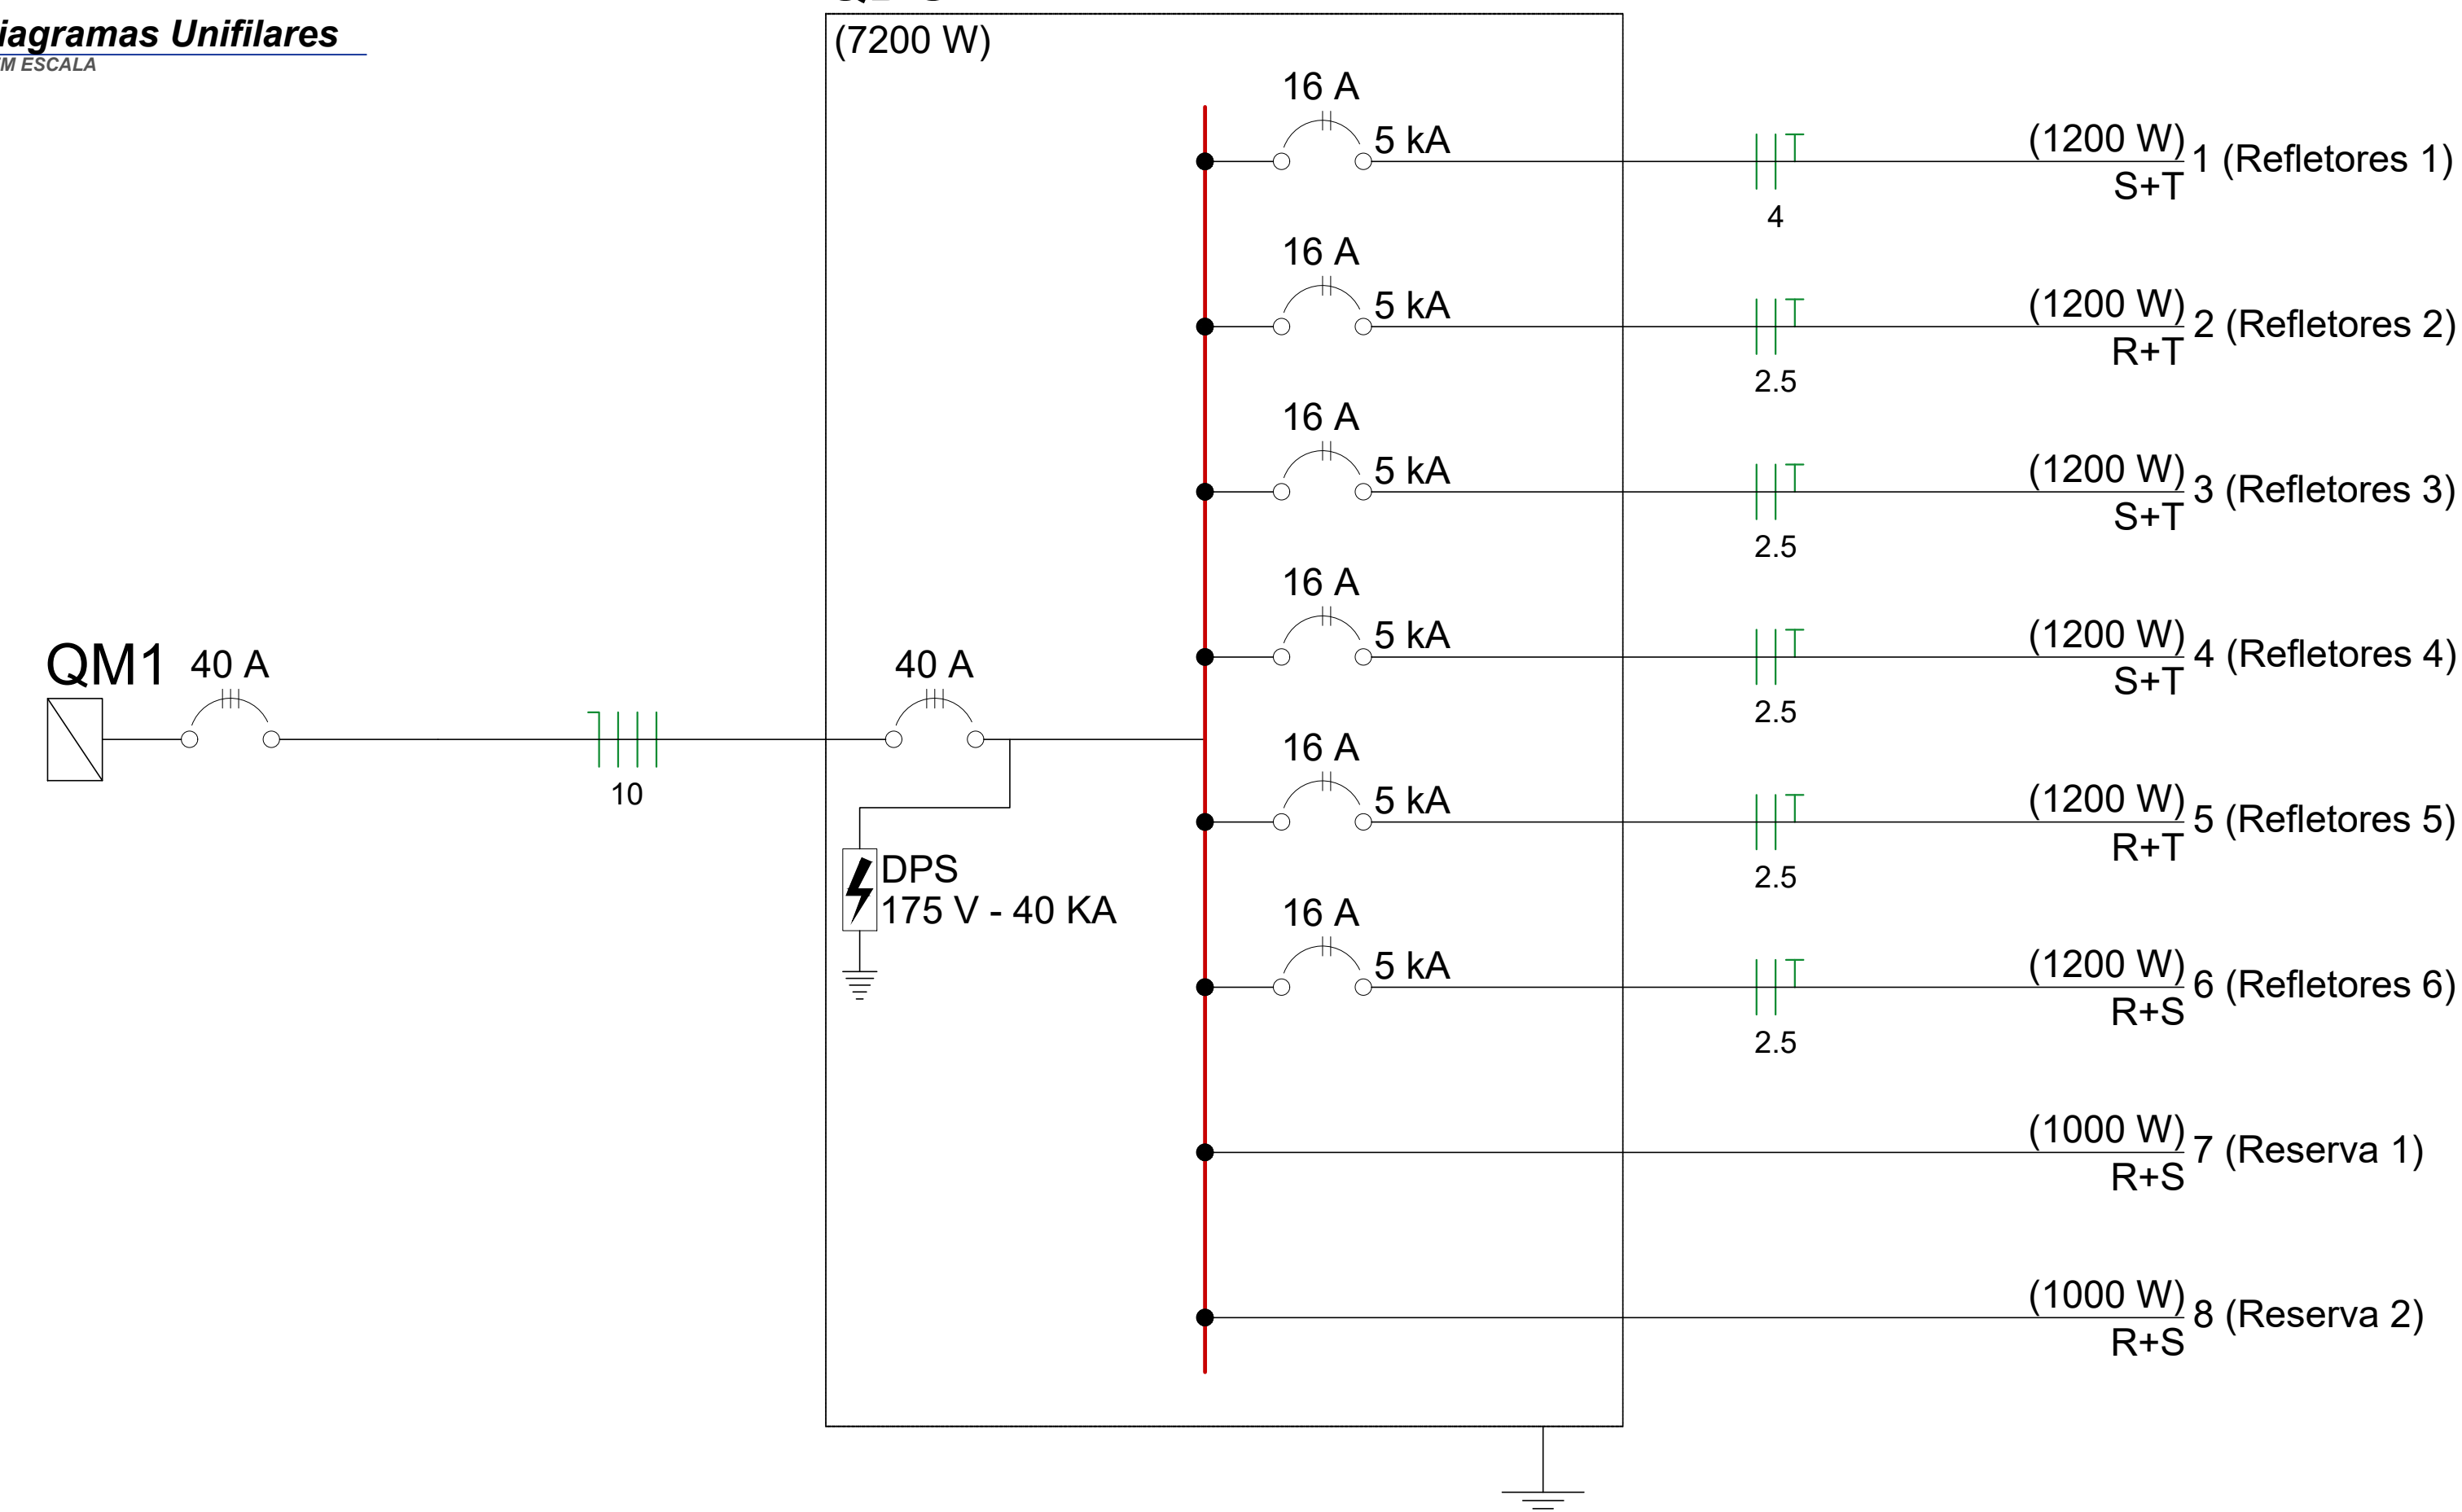 iagramas Unifilares
M ESCALA
(7200 W)
16 A
5 kA
(1200 W)
1 (Refletores 1)
S+T
4
16 A
5 kA
(1200 W)
2 (Refletores 2)
R+T
2.5
16 A
5 kA
(1200 W)
3 (Refletores 3)
S+T
2.5
16 A
5 kA
(1200 W)
4 (Refletores 4)
S+T
2.5
QM1
40 A
10
40 A
DPS
175 V - 40 KA
16 A
5 kA
(1200 W)
5 (Refletores 5)
R+T
2.5
16 A
5 kA
(1200 W)
6 (Refletores 6)
R+S
2.5
(1000 W)
7 (Reserva 1)
R+S
(1000 W)
8 (Reserva 2)
R+S